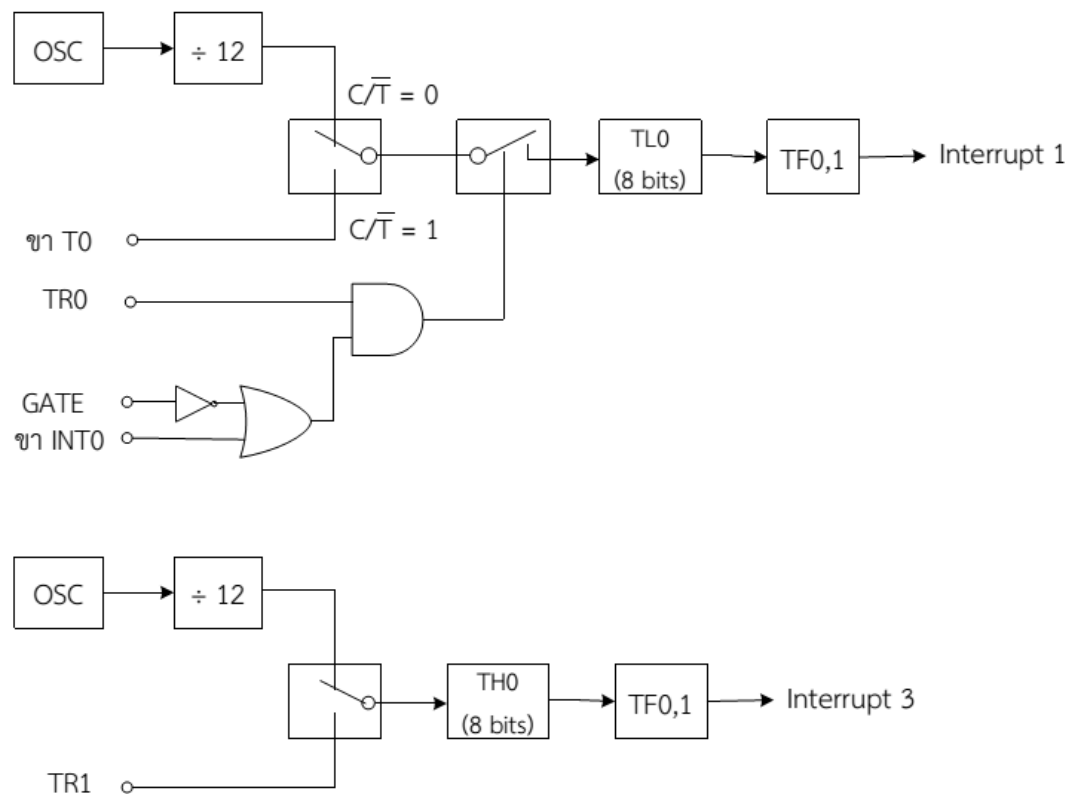 OSC
÷ 12
C/T̅ = 0
TL0
(8 bits)
TF0,1
Interrupt 1
ขา T0
C/T̅ = 1
TR0
GATE
ขา INT0
OSC
÷ 12
TH0
(8 bits)
TF0,1
Interrupt 3
TR1